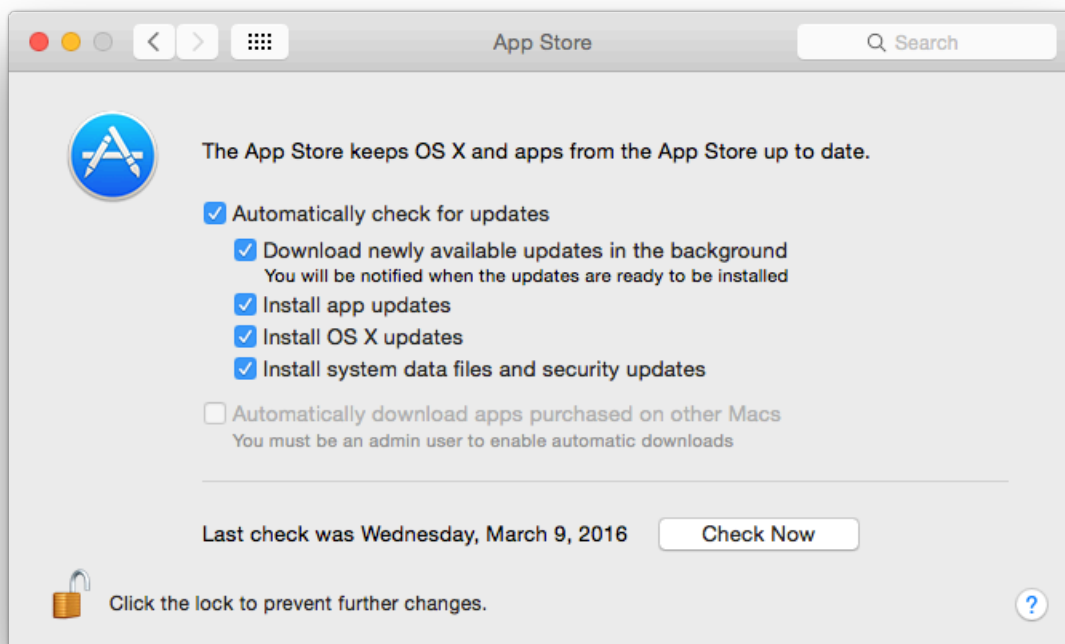 App Store
Search
The App Store keeps OS X and apps from the App Store up to date.
Automatically check for updates
Download newly available updates in the background
You will be notified when the updates are ready to be installed
Install app updates
Install OS X updates
Install system data files and security updates
Automatically download apps purchased on other Macs
You must be an admin user to enable automatic downloads
Last check was Wednesday, March 9, 2016 Check Now
Click the lock to prevent further changes.
?